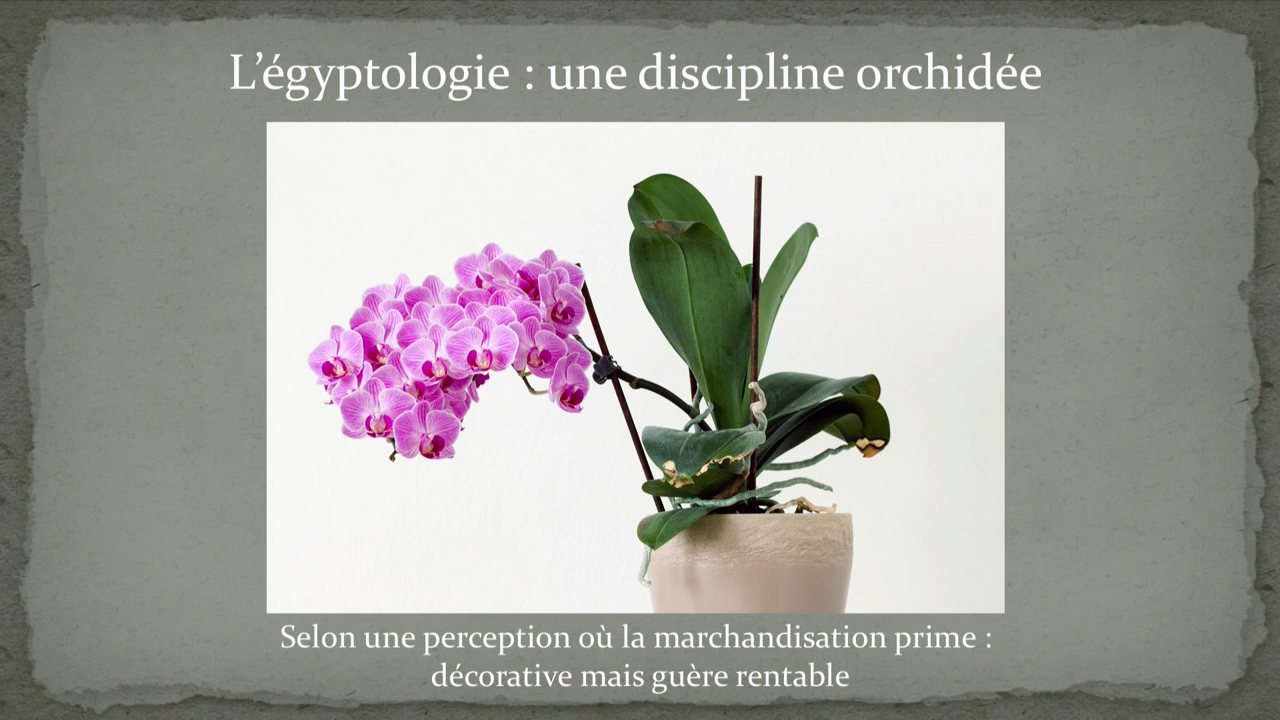 L’égyptologie : une discipline orchidée
Selon une perception où la marchandisation prime :
décorative mais guère rentable